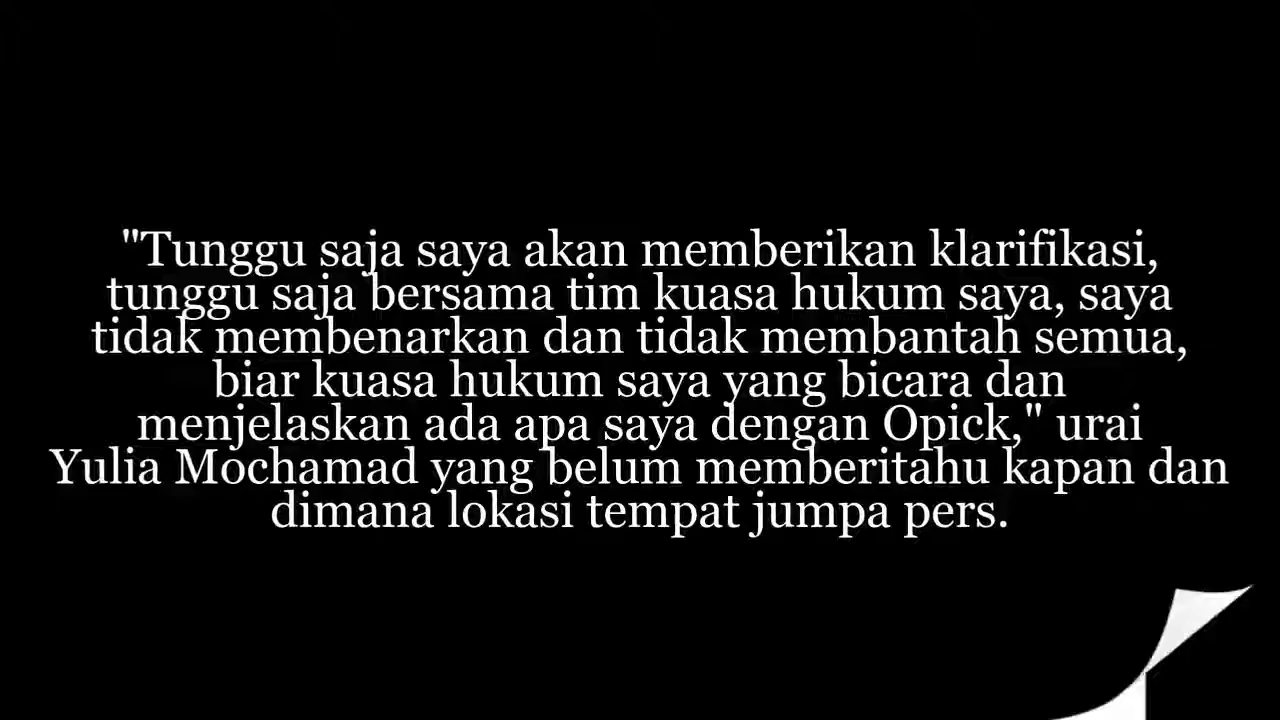 "Tunggu saja saya akan memberikan klarifikasi,
tunggu saja bersama tim kuasa hukum saya, saya
tidak membenarkan dan tidak membantah semua,
biar kuasa hukum saya yang bicara dan
menjelaskan ada apa saya dengan Opick," urai
Yulia Mochamad yang belum memberitahu kapan dan
dimana lokasi tempat jumpa pers.